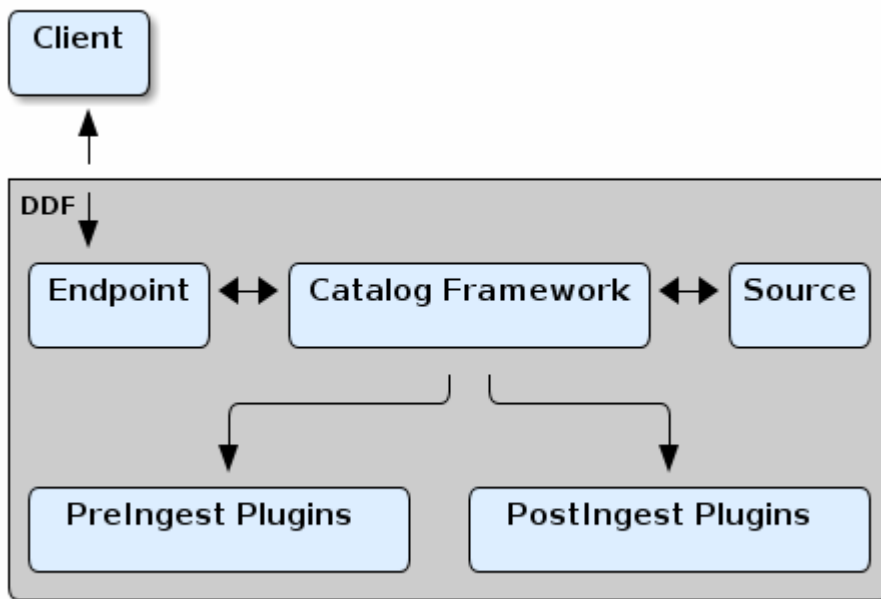 Client
DDF
Endpoint
Catalog Framework
Source
PreIngest Plugins
PostIngest Plugins